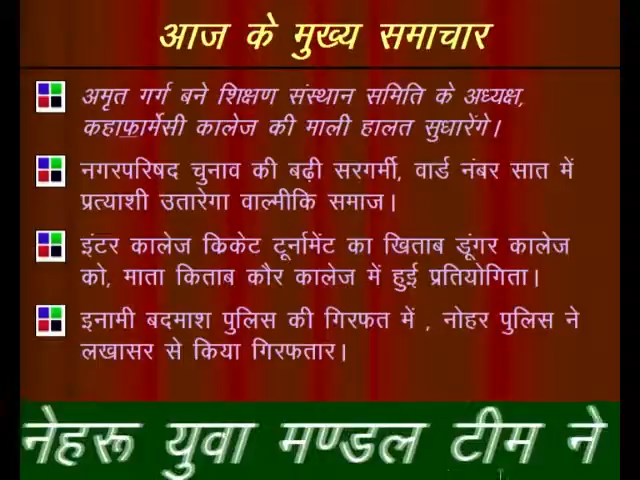 आज के मुख्य समाचार
अमृत गर्ग बने शिक्षण संस्थान समिति के अध्यक्ष,
कहाफार्मेसी कालेज की माली हालत सुधारेंगे।
नगरपरिषद चुनाव की बढ़ी सरगर्मी, वार्ड नंबर सात में
प्रत्याशी उतारेगा वाल्मीकि समाज।
इंटर कालेज क्रिकेट टूर्नामेंट का खिताब डूंगर कालेज
को, माता किताब कौर कालेज में हुई प्रतियोगिता।
इनामी बदमाश पुलिस की गिरफत में , नोहर पुलिस ने
लखासर से किया गिरफतार।
नेहरू युवा मण्डल टीम ने